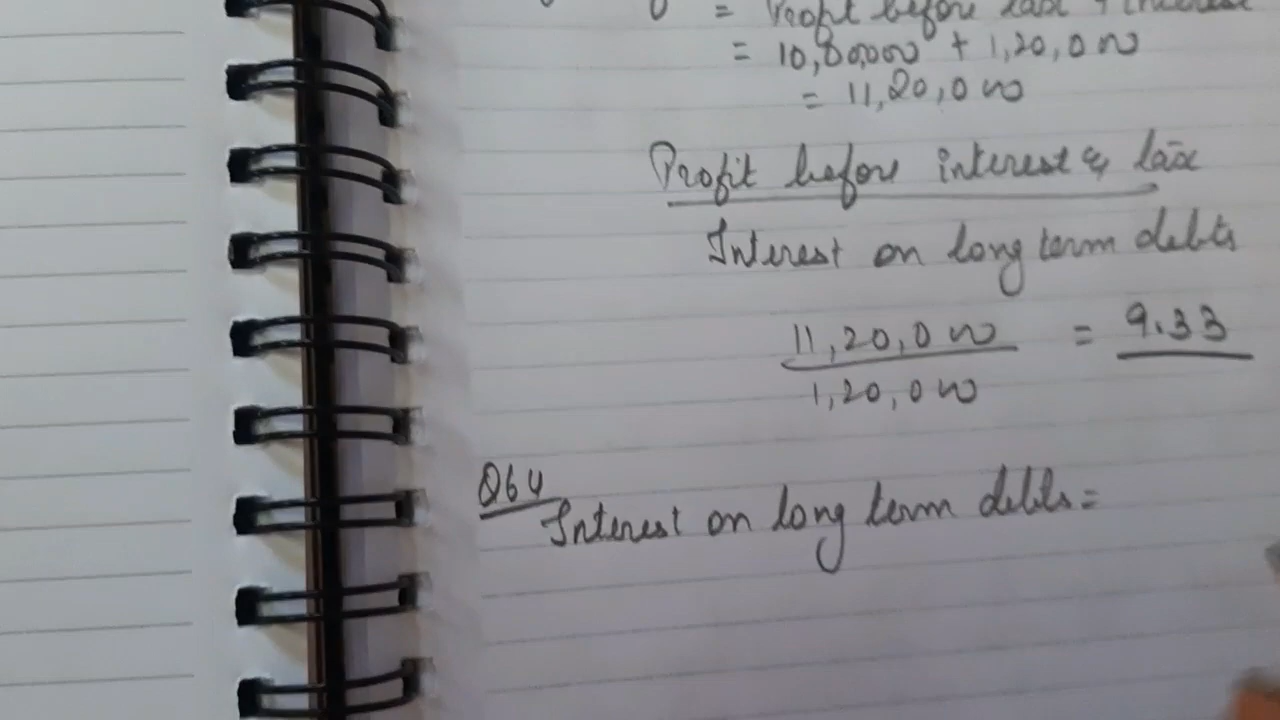 = Profit before tax + interest
= 10,00,000 + 1,20,000
= 11,20,000
Profit before interest & tax
Interest on long term debts
11,20,000 = 9.33
1,20,000
Q64
Interest on long term debts =